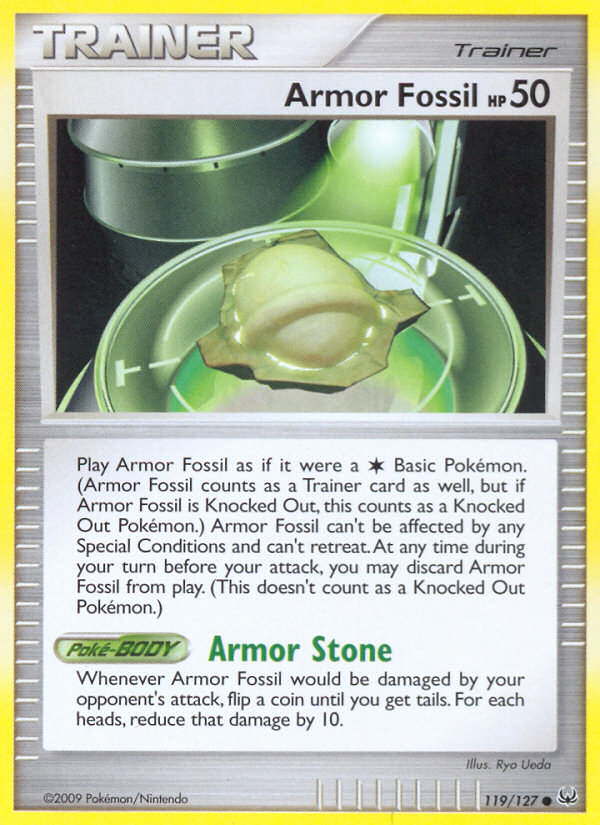 TRAINER
Trainer
Armor Fossil HP 50
Play Armor Fossil as if it were a ✶ Basic Pokémon.
(Armor Fossil counts as a Trainer card as well, but if
Armor Fossil is Knocked Out, this counts as a Knocked
Out Pokémon.) Armor Fossil can't be affected by any
Special Conditions and can't retreat. At any time during
your turn before your attack, you may discard Armor
Fossil from play. (This doesn't count as a Knocked Out
Pokémon.)
Poké-BODY Armor Stone
Whenever Armor Fossil would be damaged by your
opponent's attack, flip a coin until you get tails. For each
heads, reduce that damage by 10.
Illus. Ryo Ueda
©2009 Pokémon/Nintendo
119/127